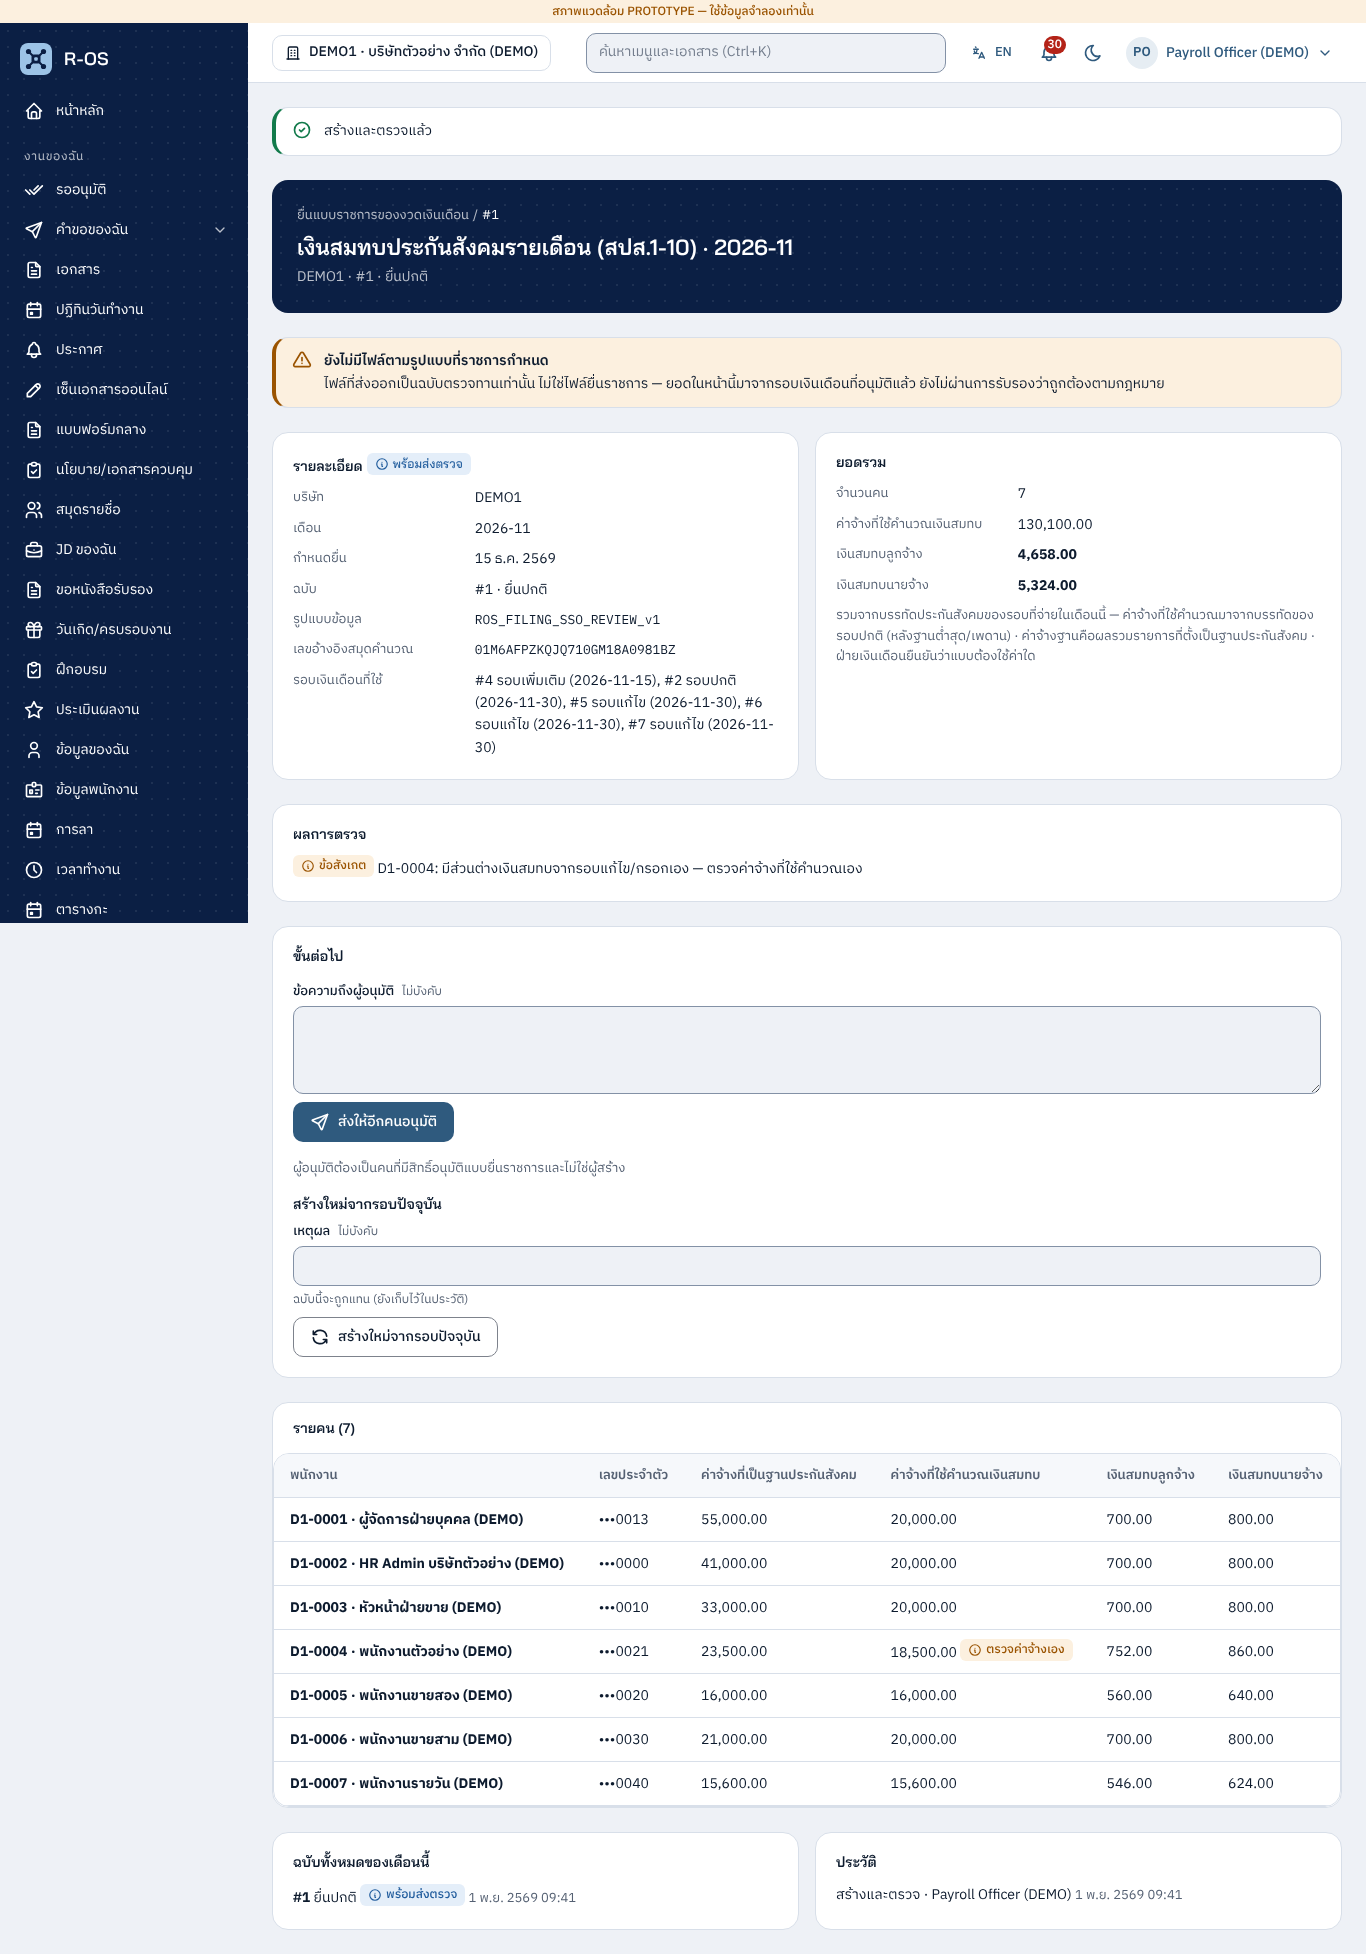 สภาพแวดล้อม PROTOTYPE — ใช้ข้อมูลจำลองเท่านั้น
R-OS
DEMO1 · บริษัทตัวอย่าง จำกัด (DEMO)
ค้นหาเมนูและเอกสาร (Ctrl+K)
EN
30
PO
Payroll Officer (DEMO)
หน้าหลัก
งานของฉัน
รออนุมัติ
คำขอของฉัน
เอกสาร
ปฏิทินวันทำงาน
ประกาศ
เซ็นเอกสารออนไลน์
แบบฟอร์มกลาง
นโยบาย/เอกสารควบคุม
สมุดรายชื่อ
JD ของฉัน
ขอหนังสือรับรอง
วันเกิด/ครบรอบงาน
ฝึกอบรม
ประเมินผลงาน
ข้อมูลของฉัน
ข้อมูลพนักงาน
การลา
เวลาทำงาน
ตารางกะ
สร้างและตรวจแล้ว
ยื่นแบบราชการของงวดเงินเดือน / #1
เงินสมทบประกันสังคมรายเดือน (สปส.1-10) · 2026-11
DEMO1 · #1 · ยื่นปกติ
ยังไม่มีไฟล์ตามรูปแบบที่ราชการกำหนด
ไฟล์ที่ส่งออกเป็นฉบับตรวจทานเท่านั้น ไม่ใช่ไฟล์ยื่นราชการ — ยอดในหน้านี้มาจากรอบเงินเดือนที่อนุมัติแล้ว ยังไม่ผ่านการรับรองว่าถูกต้องตามกฎหมาย
รายละเอียด พร้อมส่งตรวจ
บริษัท DEMO1
เดือน 2026-11
กำหนดยื่น 15 ธ.ค. 2569
ฉบับ #1 · ยื่นปกติ
รูปแบบข้อมูล ROS_FILING_SSO_REVIEW_v1
เลขอ้างอิงสมุดคำนวณ 01M6AFPZKQJQ710GM18A0981BZ
รอบเงินเดือนที่ใช้ #4 รอบเพิ่มเติม (2026-11-15), #2 รอบปกติ
(2026-11-30), #5 รอบแก้ไข (2026-11-30), #6
รอบแก้ไข (2026-11-30), #7 รอบแก้ไข (2026-11-
30)
ยอดรวม
จำนวนคน 7
ค่าจ้างที่ใช้คำนวณเงินสมทบ 130,100.00
เงินสมทบลูกจ้าง 4,658.00
เงินสมทบนายจ้าง 5,324.00
รวมจากบรรทัดประกันสังคมของรอบที่จ่ายในเดือนนี้ — ค่าจ้างที่ใช้คำนวณมาจากบรรทัดของ
รอบปกติ (หลังฐานต่ำสุด/เพดาน) · ค่าจ้างฐานคือผลรวมรายการที่ตั้งเป็นฐานประกันสังคม ·
ฝ่ายเงินเดือนยืนยันว่าแบบต้องใช้ค่าใด
ผลการตรวจ
ข้อสังเกต D1-0004: มีส่วนต่างเงินสมทบจากรอบแก้ไข/กรอกเอง — ตรวจค่าจ้างที่ใช้คำนวณเอง
ขั้นต่อไป
ข้อความถึงผู้อนุมัติ ไม่บังคับ
ส่งให้อีกคนอนุมัติ
ผู้อนุมัติต้องเป็นคนที่มีสิทธิ์อนุมัติแบบยื่นราชการและไม่ใช่ผู้สร้าง
สร้างใหม่จากรอบปัจจุบัน
เหตุผล ไม่บังคับ
ฉบับนี้จะถูกแทน (ยังเก็บไว้ในประวัติ)
สร้างใหม่จากรอบปัจจุบัน
รายคน (7)
พนักงาน เลขประจำตัว ค่าจ้างที่เป็นฐานประกันสังคม ค่าจ้างที่ใช้คำนวณเงินสมทบ เงินสมทบลูกจ้าง เงินสมทบนายจ้าง
D1-0001 · ผู้จัดการฝ่ายบุคคล (DEMO) •••0013 55,000.00 20,000.00 700.00 800.00
D1-0002 · HR Admin บริษัทตัวอย่าง (DEMO) •••0000 41,000.00 20,000.00 700.00 800.00
D1-0003 · หัวหน้าฝ่ายขาย (DEMO) •••0010 33,000.00 20,000.00 700.00 800.00
D1-0004 · พนักงานตัวอย่าง (DEMO) •••0021 23,500.00 18,500.00 ตรวจค่าจ้างเอง 752.00 860.00
D1-0005 · พนักงานขายสอง (DEMO) •••0020 16,000.00 16,000.00 560.00 640.00
D1-0006 · พนักงานขายสาม (DEMO) •••0030 21,000.00 20,000.00 700.00 800.00
D1-0007 · พนักงานรายวัน (DEMO) •••0040 15,600.00 15,600.00 546.00 624.00
ฉบับทั้งหมดของเดือนนี้
#1 ยื่นปกติ พร้อมส่งตรวจ 1 พ.ย. 2569 09:41
ประวัติ
สร้างและตรวจ · Payroll Officer (DEMO) 1 พ.ย. 2569 09:41